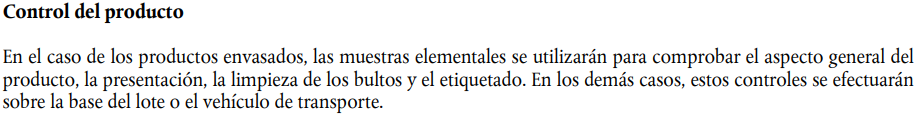 Control del producto
En el caso de los productos envasados, las muestras elementales se utilizarán para comprobar el aspecto general del
producto, la presentación, la limpieza de los bultos y el etiquetado. En los demás casos, estos controles se efectuarán
sobre la base del lote o el vehículo de transporte.